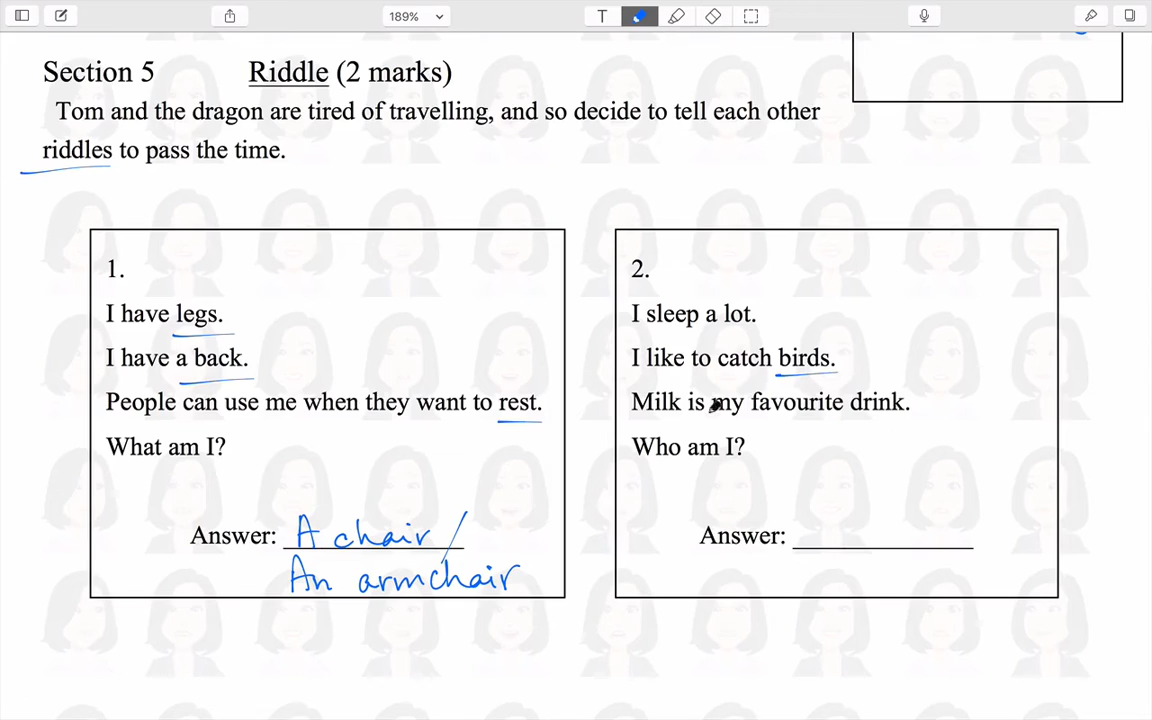 189%
T
Section 5 Riddle (2 marks)
Tom and the dragon are tired of travelling, and so decide to tell each other
riddles to pass the time.
1.
I have legs.
I have a back.
People can use me when they want to rest.
What am I?
Answer: A chair /
An armchair
2.
I sleep a lot.
I like to catch birds.
Milk is my favourite drink.
Who am I?
Answer: